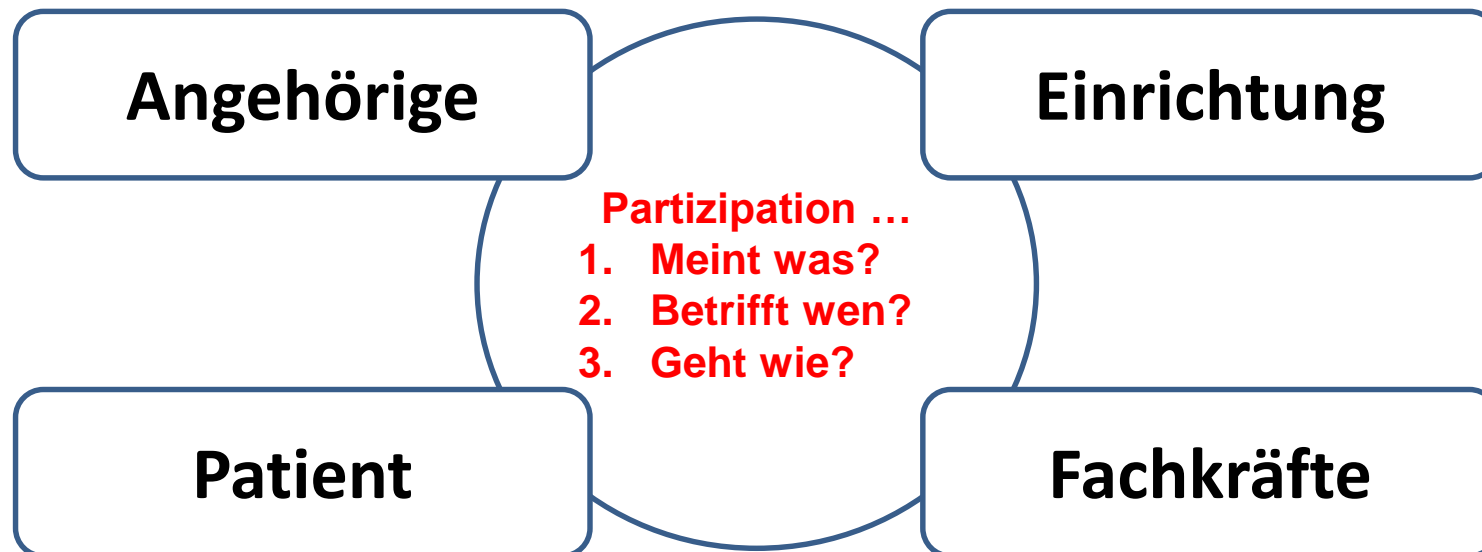 Angehörige
Einrichtung
Partizipation …
1. Meint was?
2. Betrifft wen?
3. Geht wie?
Patient
Fachkräfte